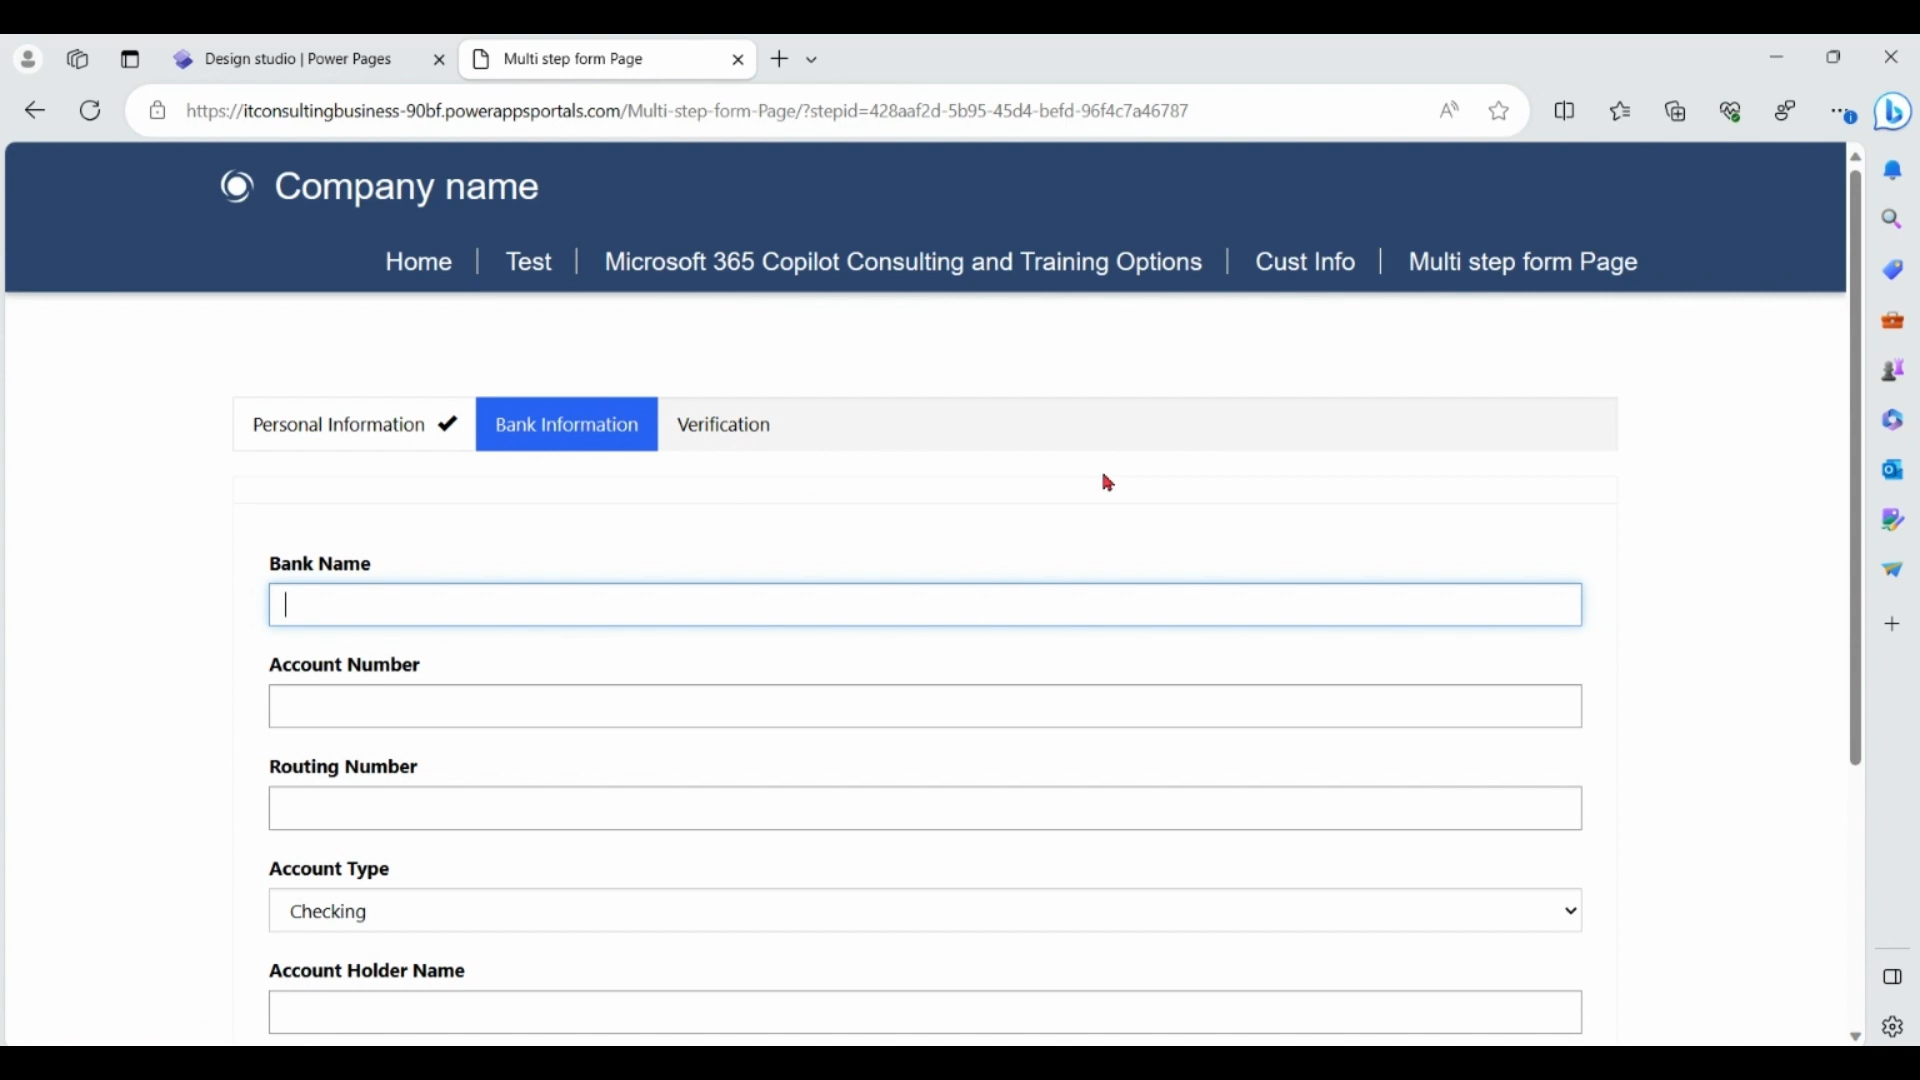 Design studio | Power Pages
Multi step form Page
https://itconsultingbusiness-90bf.powerappsportals.com/Multi-step-form-Page/?stepid=428aaf2d-5b95-45d4-befd-96f4c7a46787
Company name
Home | Test | Microsoft 365 Copilot Consulting and Training Options | Cust Info | Multi step form Page
Personal Information ✔ Bank Information Verification
Bank Name
Account Number
Routing Number
Account Type
Checking
Account Holder Name